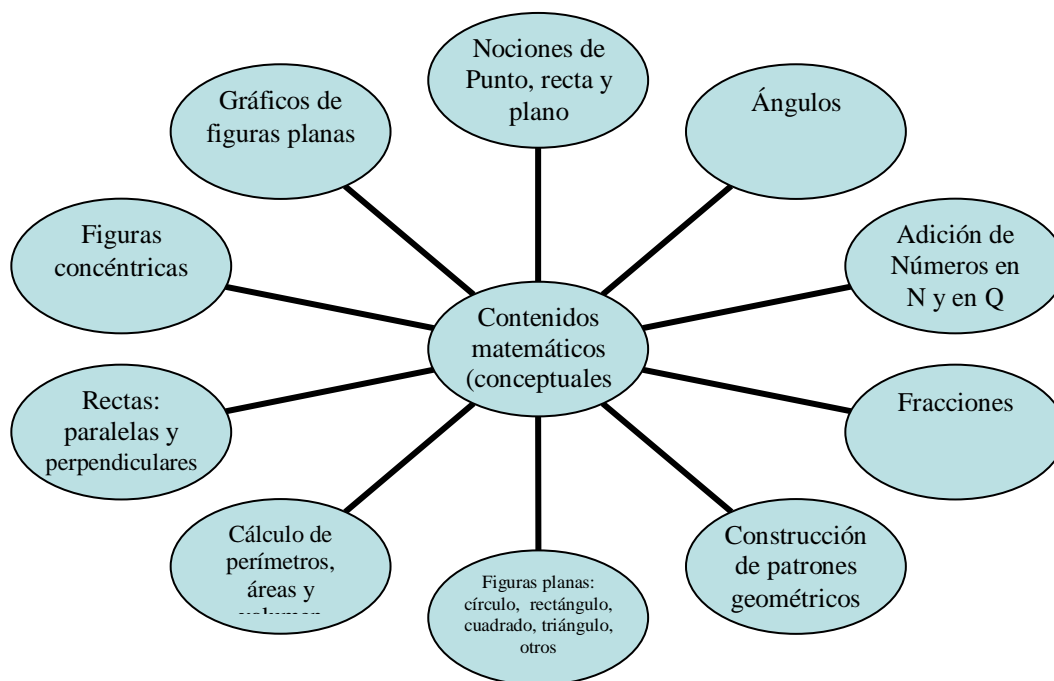 Nociones de
Punto, recta y
plano
Ángulos
Adición de
Números en
N y en Q
Fracciones
Construcción
de patrones
geométricos
Figuras planas:
círculo, rectángulo,
cuadrado, triángulo,
otros
Cálculo de
perímetros,
áreas y
Rectas:
paralelas y
perpendiculares
Figuras
concéntricas
Gráficos de
figuras planas
Contenidos
matemáticos
(conceptuales